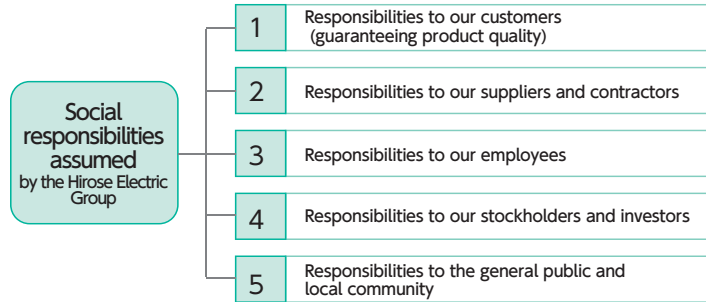 Social
responsibilities
assumed
by the Hirose Electric
Group
1
Responsibilities to our customers
(guaranteeing product quality)
2
Responsibilities to our suppliers and contractors
3
Responsibilities to our employees
4
Responsibilities to our stockholders and investors
5
Responsibilities to the general public and
local community